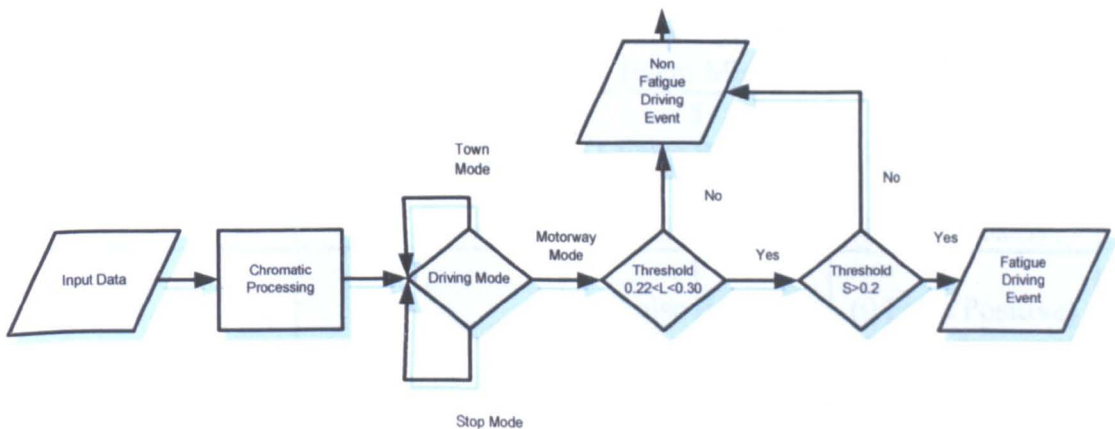 Non
Fatigue
Driving
Event
Town
Mode
No
No
Input Data
Chromatic
Processing
Driving Mode
Motorway
Mode
Threshold
0.22<L<0.30
Yes
Threshold
S>0.2
Yes
Fatigue
Driving
Event
Stop Mode